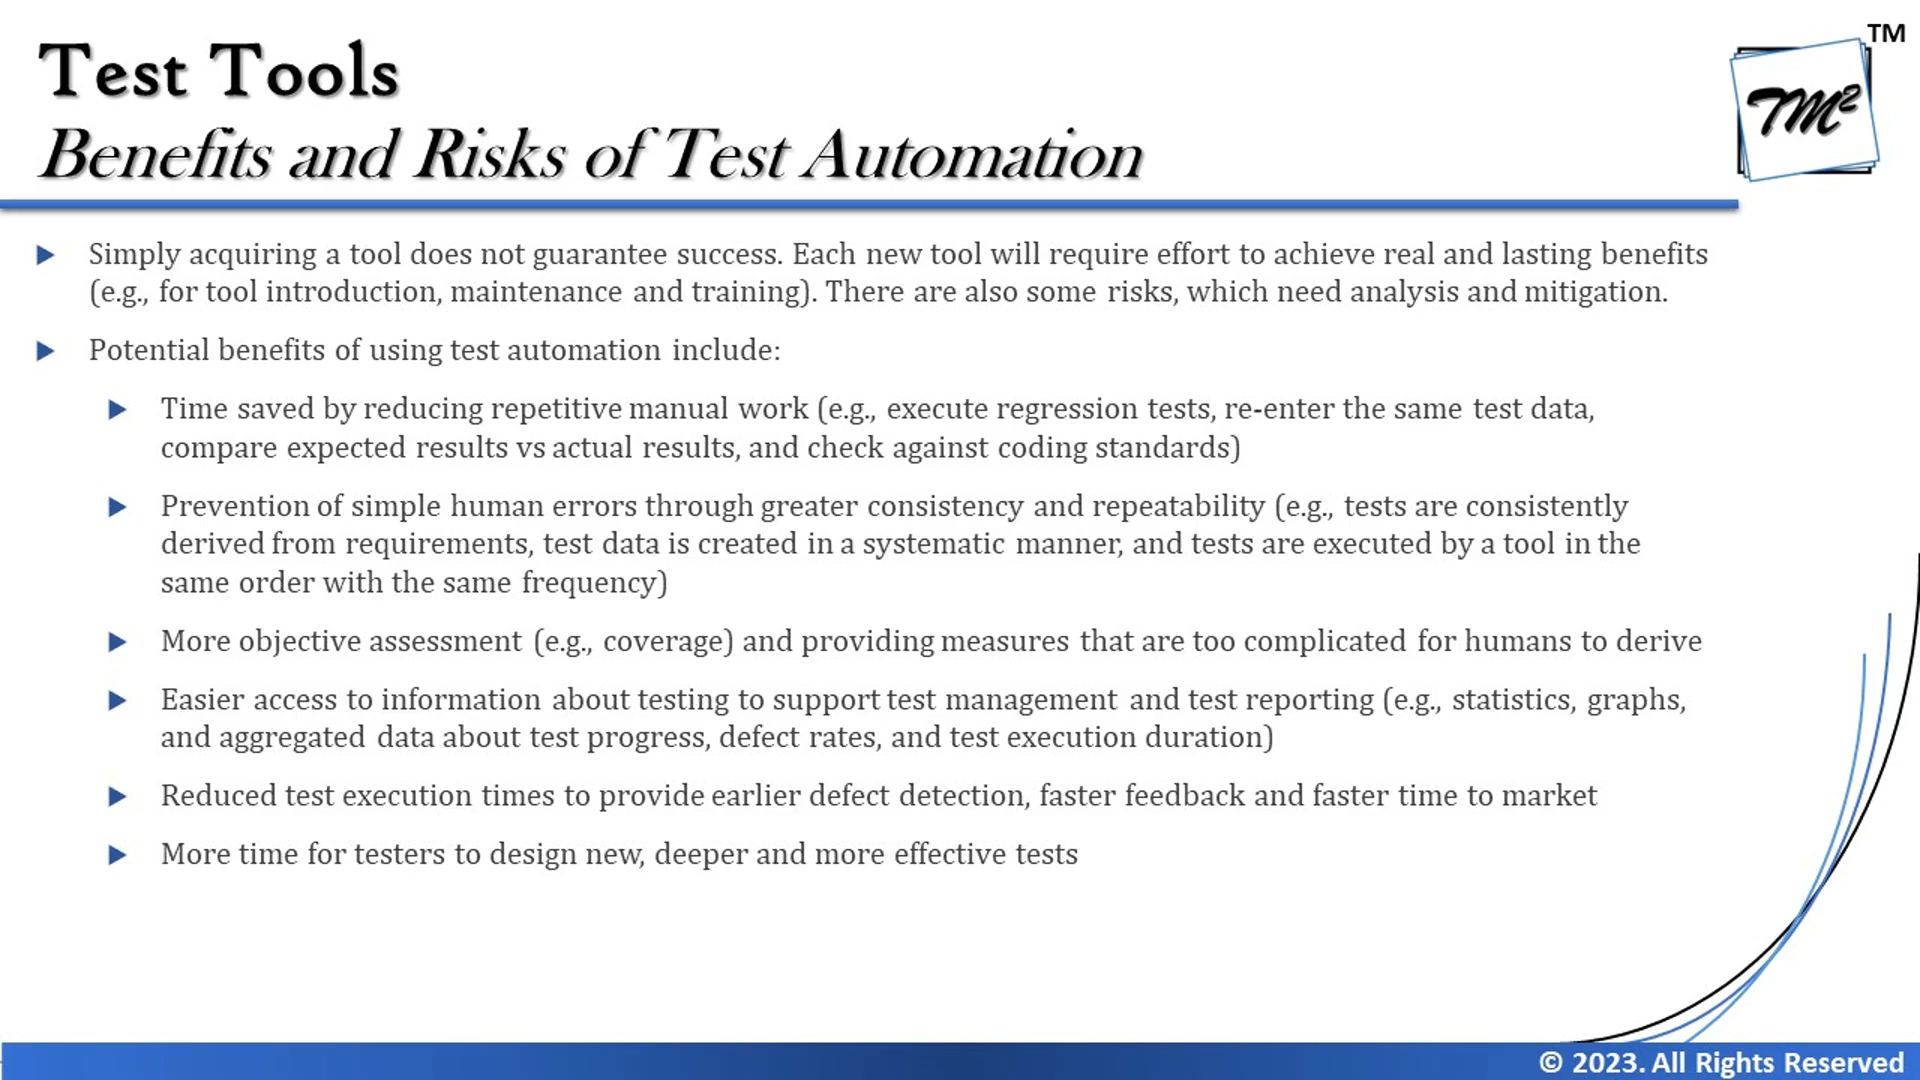 Test Tools
TM
TM²
Benefits and Risks of Test Automation
Simply acquiring a tool does not guarantee success. Each new tool will require effort to achieve real and lasting benefits
(e.g., for tool introduction, maintenance and training). There are also some risks, which need analysis and mitigation.
Potential benefits of using test automation include:
Time saved by reducing repetitive manual work (e.g., execute regression tests, re-enter the same test data,
compare expected results vs actual results, and check against coding standards)
Prevention of simple human errors through greater consistency and repeatability (e.g., tests are consistently
derived from requirements, test data is created in a systematic manner, and tests are executed by a tool in the
same order with the same frequency)
More objective assessment (e.g., coverage) and providing measures that are too complicated for humans to derive
Easier access to information about testing to support test management and test reporting (e.g., statistics, graphs,
and aggregated data about test progress, defect rates, and test execution duration)
Reduced test execution times to provide earlier defect detection, faster feedback and faster time to market
More time for testers to design new, deeper and more effective tests
© 2023. All Rights Reserved